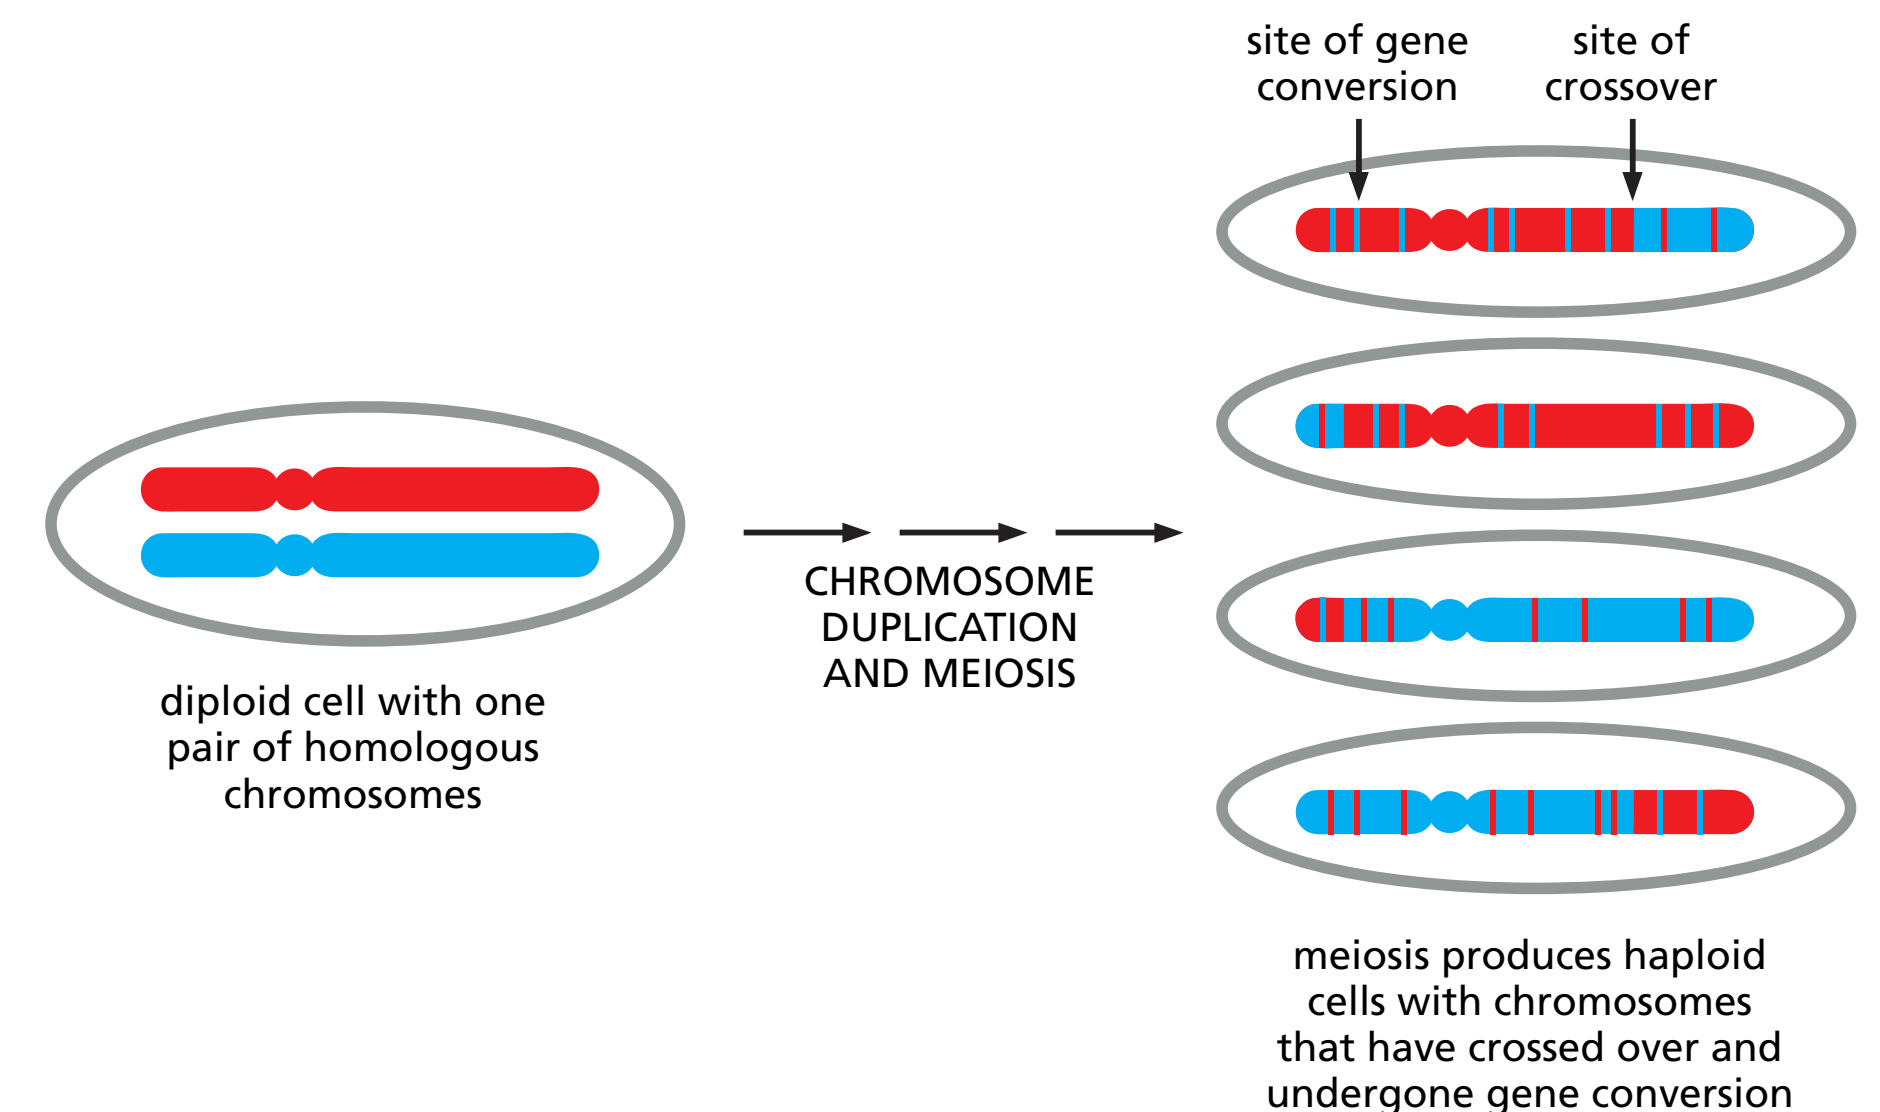 site of gene
conversion
site of
crossover
CHROMOSOME
DUPLICATION
AND MEIOSIS
diploid cell with one
pair of homologous
chromosomes
meiosis produces haploid
cells with chromosomes
that have crossed over and
undergone gene conversion